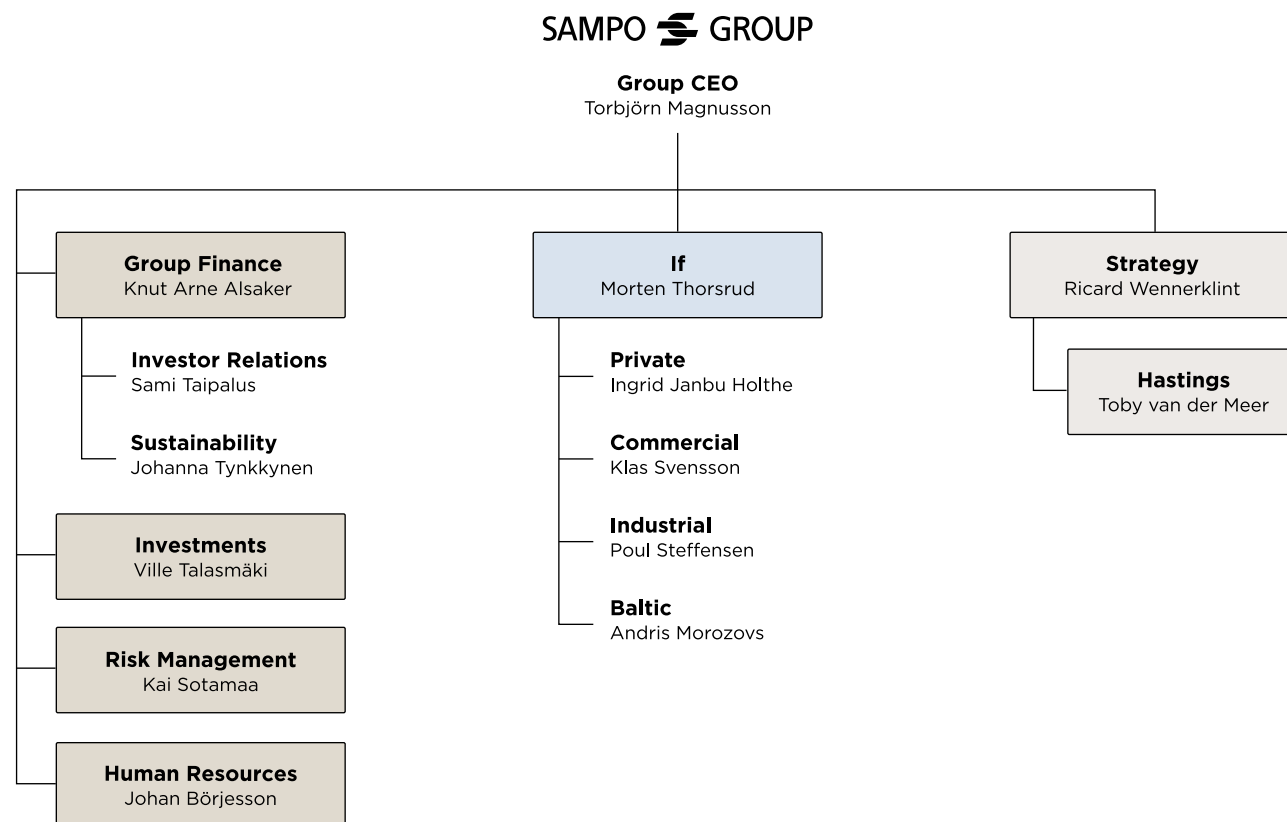 SAMPO GROUP
Group CEO
Torbjörn Magnusson
Group Finance
Knut Arne Alsaker
Investor Relations
Sami Taipalus
Sustainability
Johanna Tynkkynen
Investments
Ville Talasmäki
Risk Management
Kai Sotamaa
Human Resources
Johan Börjesson
If
Morten Thorsrud
Private
Ingrid Janbu Holthe
Commercial
Klas Svensson
Industrial
Poul Steffensen
Baltic
Andris Morozovs
Strategy
Ricard Wennerklint
Hastings
Toby van der Meer